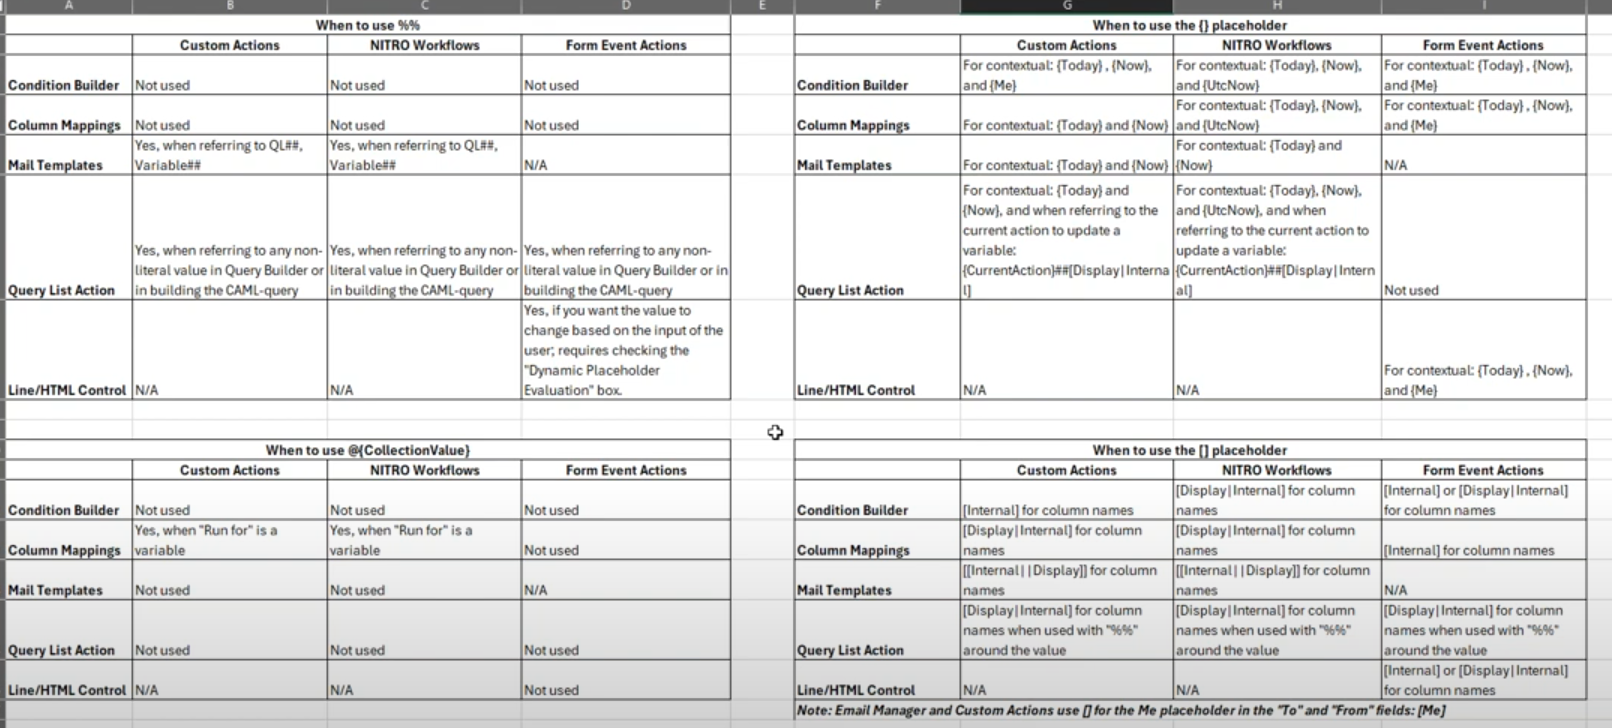 A B C D E F G H I
When to use %%
Custom Actions NITRO Workflows Form Event Actions
Condition Builder Not used Not used Not used
Column Mappings Not used Not used Not used
Yes, when referring to QL##, Yes, when referring to QL##,
Mail Templates Variable## Variable## N/A
Yes, when referring to any non- Yes, when referring to any non- Yes, when referring to any non-
literal value in Query Builder or literal value in Query Builder or literal value in Query Builder or in
Query List Action in building the CAML-query in building the CAML-query building the CAML-query
Yes, if you want the value to
change based on the input of the
user; requires checking the
"Dynamic Placeholder
Line/HTML Control N/A N/A Evaluation" box.
When to use the {} placeholder
Custom Actions NITRO Workflows Form Event Actions
For contextual: {Today} , {Now}, For contextual: {Today}, {Now}, For contextual: {Today} , {Now},
Condition Builder and {Me} and {UtcNow} and {Me}
For contextual: {Today}, {Now}, For contextual: {Today} , {Now},
Column Mappings For contextual: {Today} and {Now} and {UtcNow} and {Me}
For contextual: {Today} and
Mail Templates For contextual: {Today} and {Now} {Now} N/A
For contextual: {Today} and For contextual: {Today}, {Now},
{Now}, and when referring to the and {UtcNow}, and when
current action to update a referring to the current action to
variable: update a variable:
{CurrentAction}##[Display|Interna {CurrentAction}##[Display|Intern
Query List Action l] al] Not used
For contextual: {Today} , {Now},
Line/HTML Control N/A N/A and {Me}
When to use @{CollectionValue}
Custom Actions NITRO Workflows Form Event Actions
Condition Builder Not used Not used Not used
Yes, when "Run for" is a Yes, when "Run for" is a
Column Mappings variable variable Not used
Mail Templates Not used Not used N/A
Query List Action Not used Not used Not used
Line/HTML Control N/A N/A Not used
When to use the [] placeholder
Custom Actions NITRO Workflows Form Event Actions
[Display|Internal] for column [Internal] or [Display|Internal]
Condition Builder [Internal] for column names names for column names
[Display|Internal] for column [Display|Internal] for column
Column Mappings names names [Internal] for column names
[[Internal||Display]] for column [[Internal||Display]] for column
Mail Templates names names N/A
[Display|Internal] for column [Display|Internal] for column [Display|Internal] for column
names when used with "%%" names when used with "%%" names when used with "%%"
Query List Action around the value around the value around the value
[Internal] or [Display|Internal]
Line/HTML Control N/A N/A for column names
Note: Email Manager and Custom Actions use [] for the Me placeholder in the "To" and "From" fields: [Me]